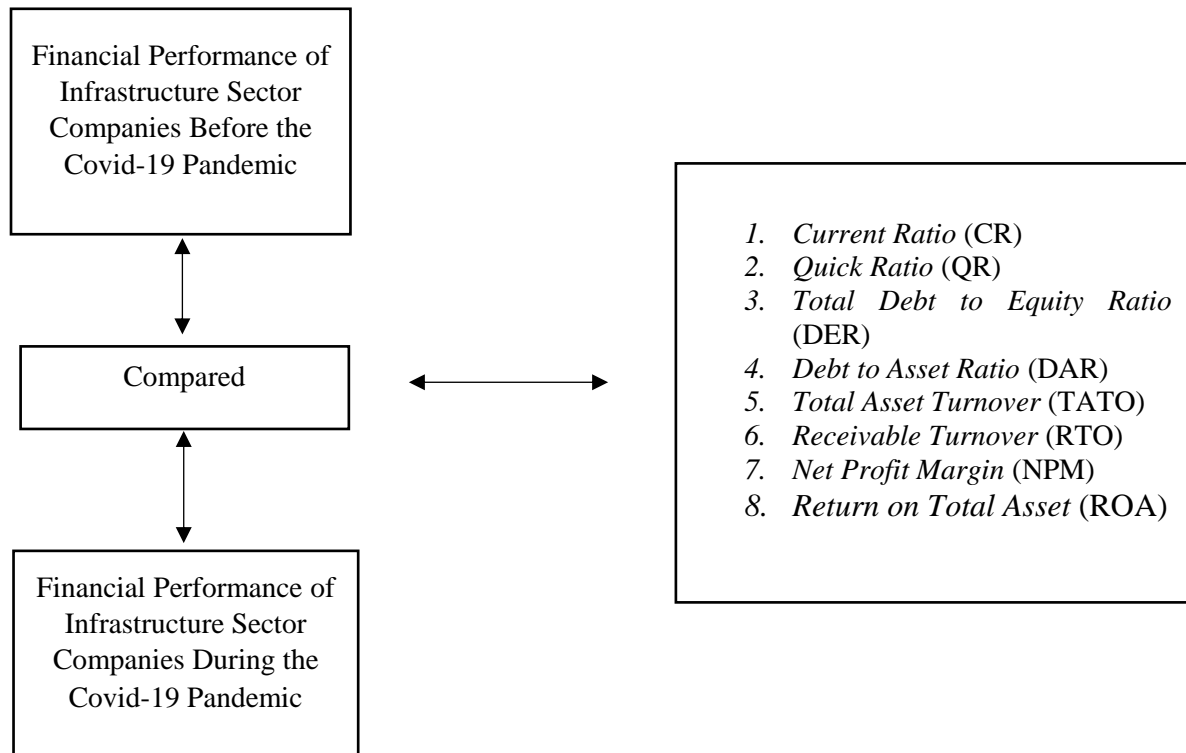 Financial Performance of
Infrastructure Sector
Companies Before the
Covid-19 Pandemic
Compared
Financial Performance of
Infrastructure Sector
Companies During the
Covid-19 Pandemic
1. Current Ratio (CR)
2. Quick Ratio (QR)
3. Total Debt to Equity Ratio
(DER)
4. Debt to Asset Ratio (DAR)
5. Total Asset Turnover (TATO)
6. Receivable Turnover (RTO)
7. Net Profit Margin (NPM)
8. Return on Total Asset (ROA)